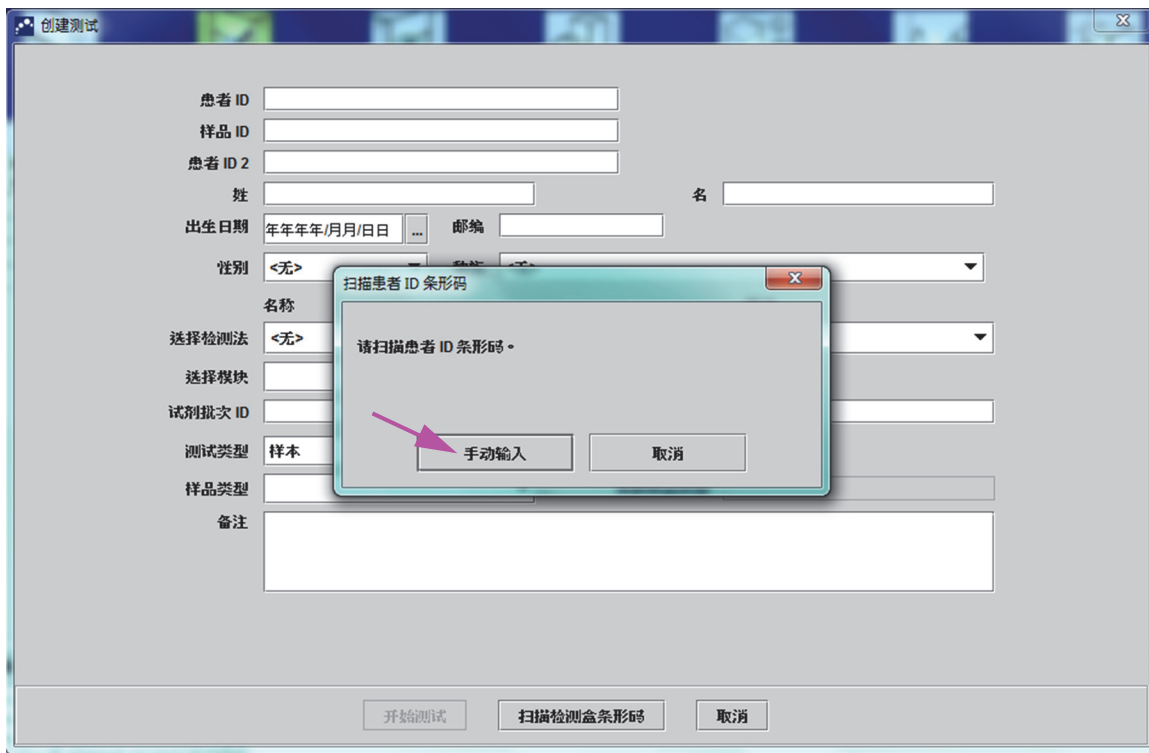 创建测试
患者 ID
样品 ID
患者 ID 2
姓 名
出生日期 年年年年/月月/日日 ... 邮编
性别 <无>
扫描患者 ID 条形码
名称
选择检测法 <无>
请扫描患者 ID 条形码。
选择模块
试剂批次 ID
测试类型 样本
手动输入 取消
样品类型
备注
开始测试 扫描检测盒条形码 取消